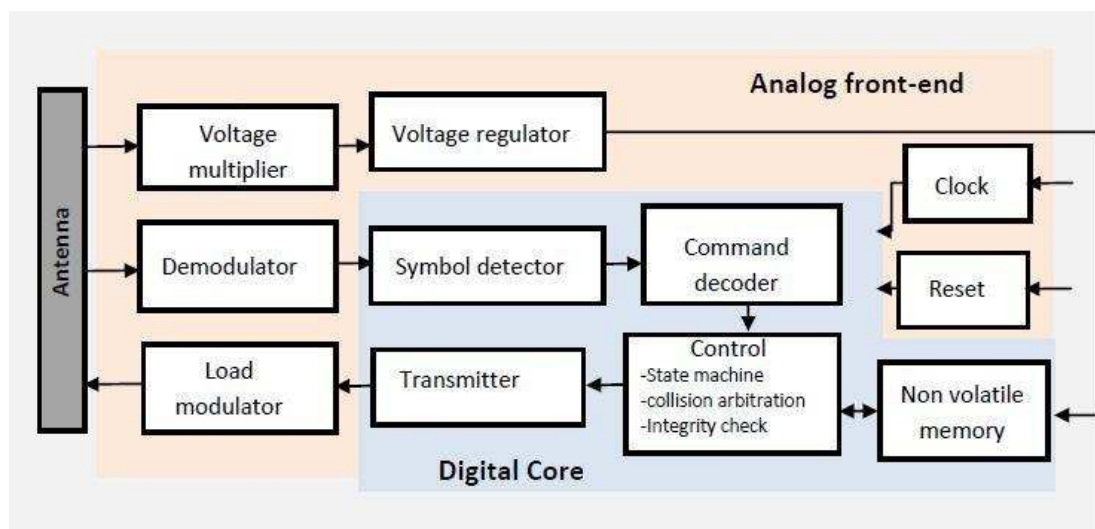 Analog front-end
Antenna
Voltage
multiplier
Voltage regulator
Clock
Demodulator
Symbol detector
Command
decoder
Reset
Load
modulator
Transmitter
Control
-State machine
-collision arbitration
-Integrity check
Non volatile
memory
Digital Core